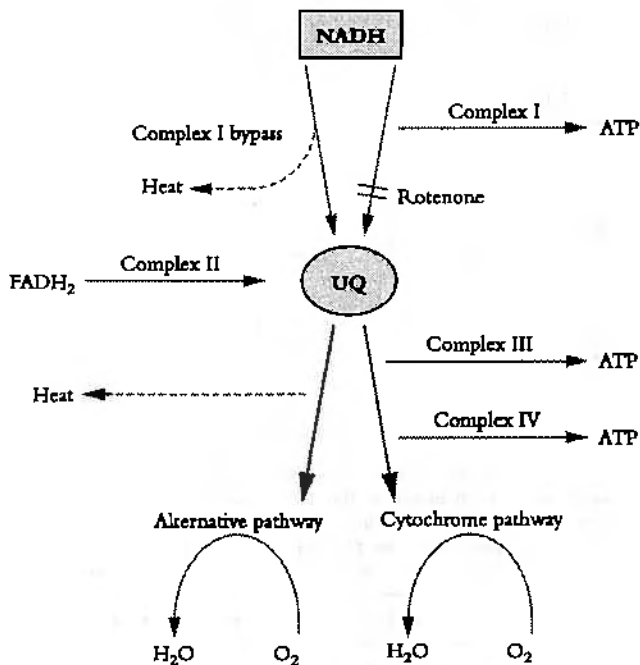 NADH
Complex I
ATP
Complex I bypass
Heat
Rotenone
Complex II
FADH₂
UQ
Complex III
ATP
Heat
Complex IV
ATP
Alternative pathway
Cytochrome pathway
H₂O O₂ H₂O O₂